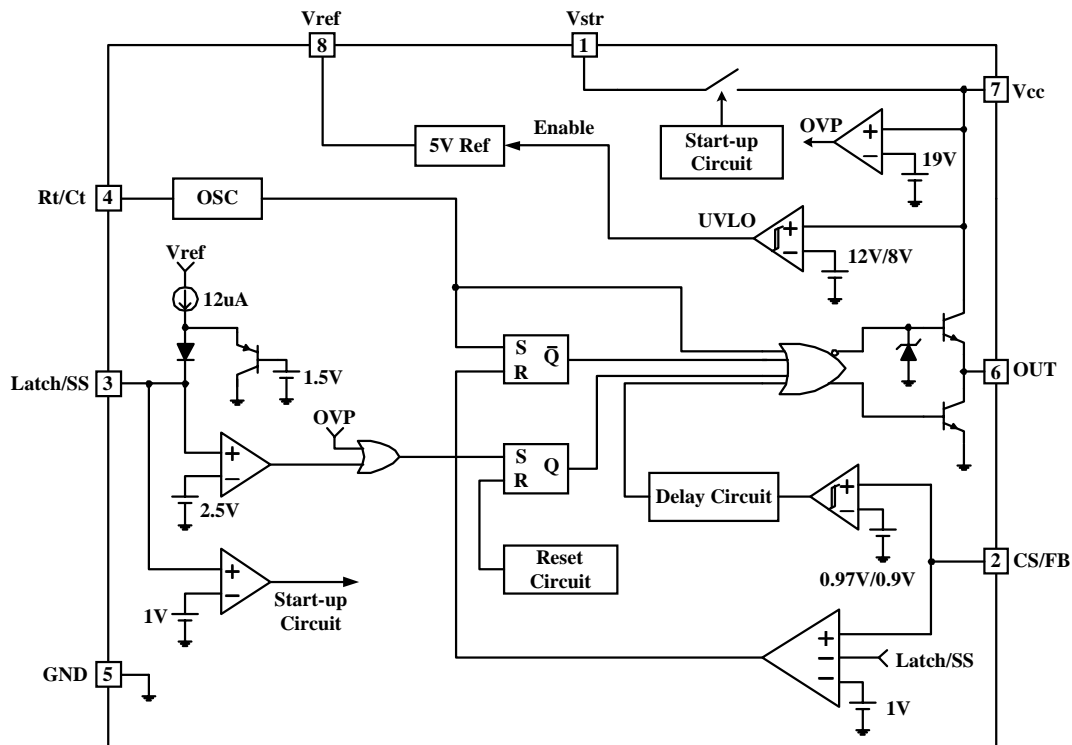 Vref
Vstr
8
1
7
Vcc
OVP
+
−
19V
Enable
5V Ref
Start-up
Circuit
Rt/Ct
4
OSC
UVLO
+
−
12V/8V
Vref
12uA
S
Q̅
R
1.5V
Latch/SS
3
6
OUT
OVP
+
−
2.5V
S
Q
R
Delay Circuit
+
−
0.97V/0.9V
2
CS/FB
Reset
Circuit
+
−
1V
Start-up
Circuit
+
−
Latch/SS
−
1V
GND
5